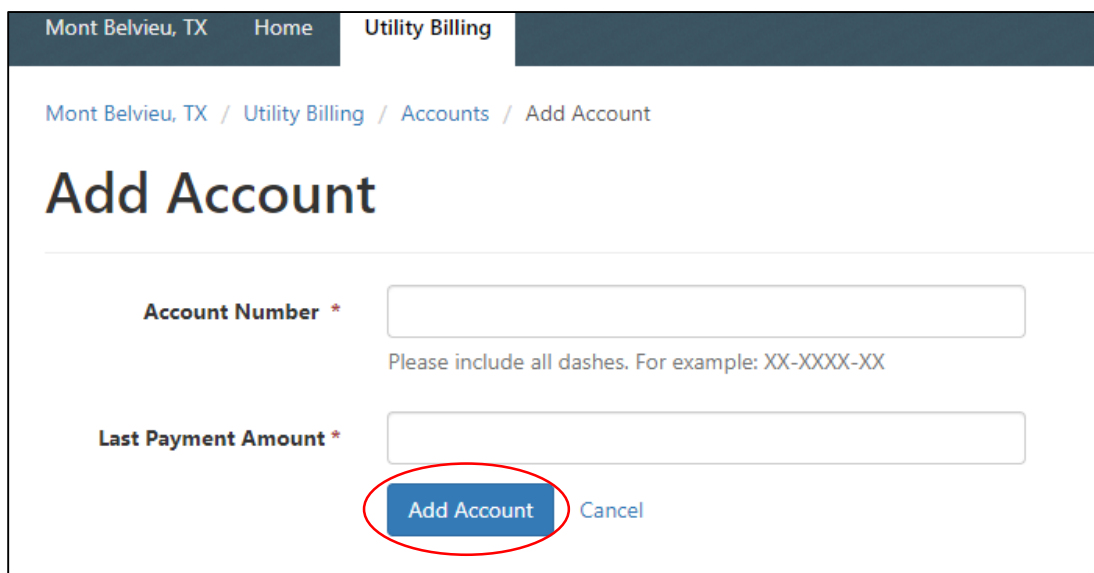 Mont Belvieu, TX Home Utility Billing
Mont Belvieu, TX / Utility Billing / Accounts / Add Account
Add Account
Account Number *
Please include all dashes. For example: XX-XXXX-XX
Last Payment Amount *
Add Account Cancel